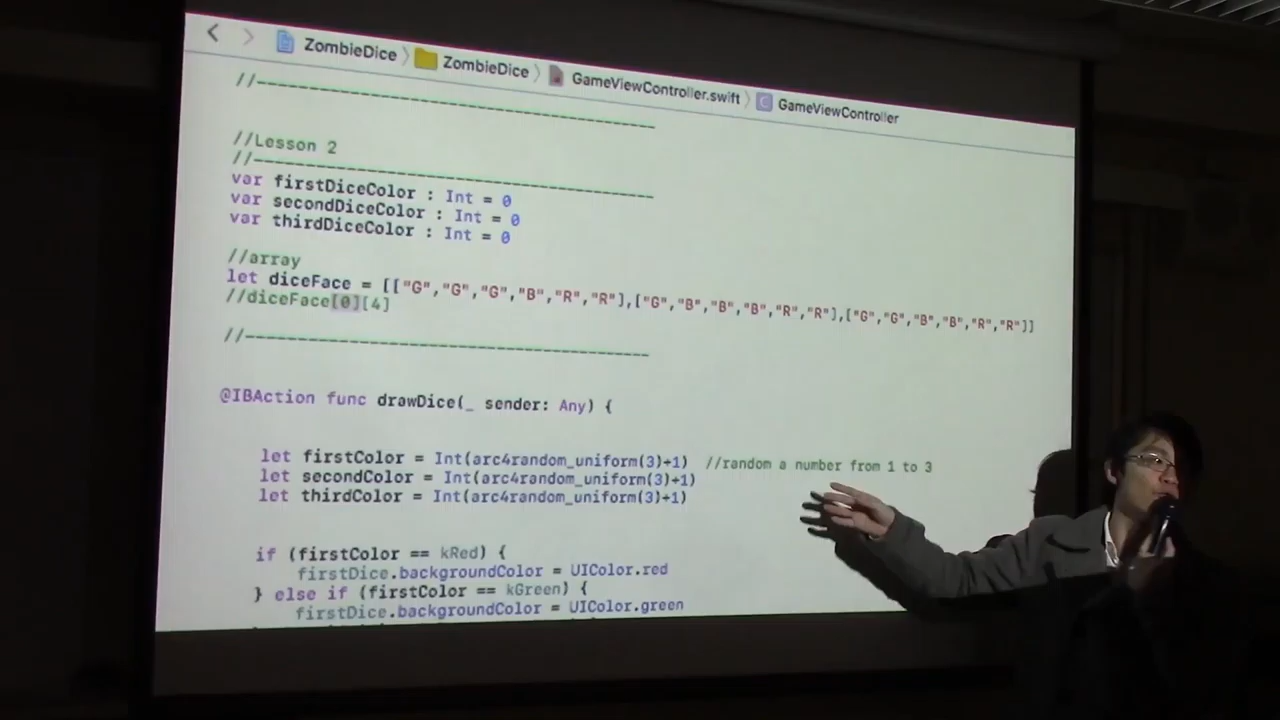 ZombieDice ZombieDice GameViewController.swift GameViewController
//------------------------------------------------
//Lesson 2
//------------------------------------------------
var firstDiceColor : Int = 0
var secondDiceColor : Int = 0
var thirdDiceColor : Int = 0
//array
let diceFace = [["G","G","G","B","R","R"],["G","B","B","B","R","R"],["G","G","B","B","R","R"]]
//diceFace[0][4]
//------------------------------------------------
@IBAction func drawDice(_ sender: Any) {
let firstColor = Int(arc4random_uniform(3)+1) //random a number from 1 to 3
let secondColor = Int(arc4random_uniform(3)+1)
let thirdColor = Int(arc4random_uniform(3)+1)
if (firstColor == kRed) {
firstDice.backgroundColor = UIColor.red
} else if (firstColor == kGreen) {
firstDice.backgroundColor = UIColor.green